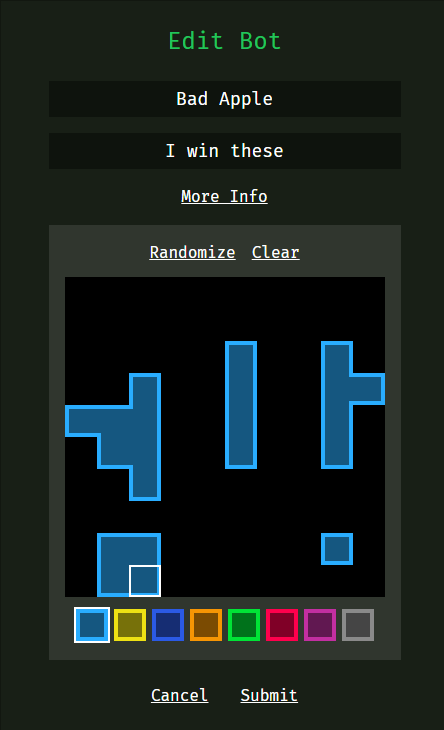 Edit Bot
Bad Apple
I win these
More Info
Randomize Clear
Cancel Submit